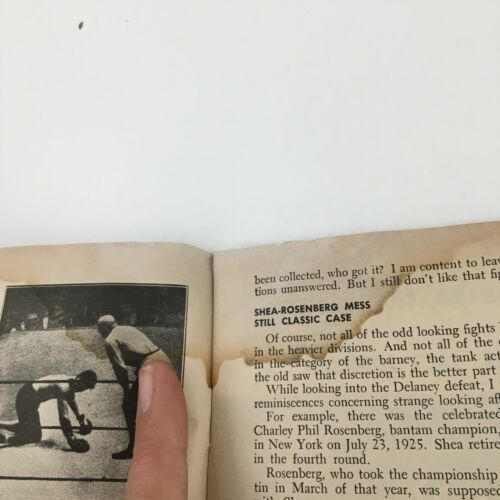 been collected, who got it? I am content to leav
tions unanswered. But I still don't like that fig
SHEA-ROSENBERG MESS
STILL CLASSIC CASE
Of course, not all of the odd looking fights
in the heavier divisions. And not all of the
in the category of the barney, the tank act
the old saw that discretion is the better part
While looking into the Delaney defeat, I
reminiscences concerning strange looking aff
For example, there was the celebrated
Charley Phil Rosenberg, bantam champion,
in New York on July 23, 1925. Shea retire
in the fourth round.
Rosenberg, who took the championship
tin in March of that year, was supposed